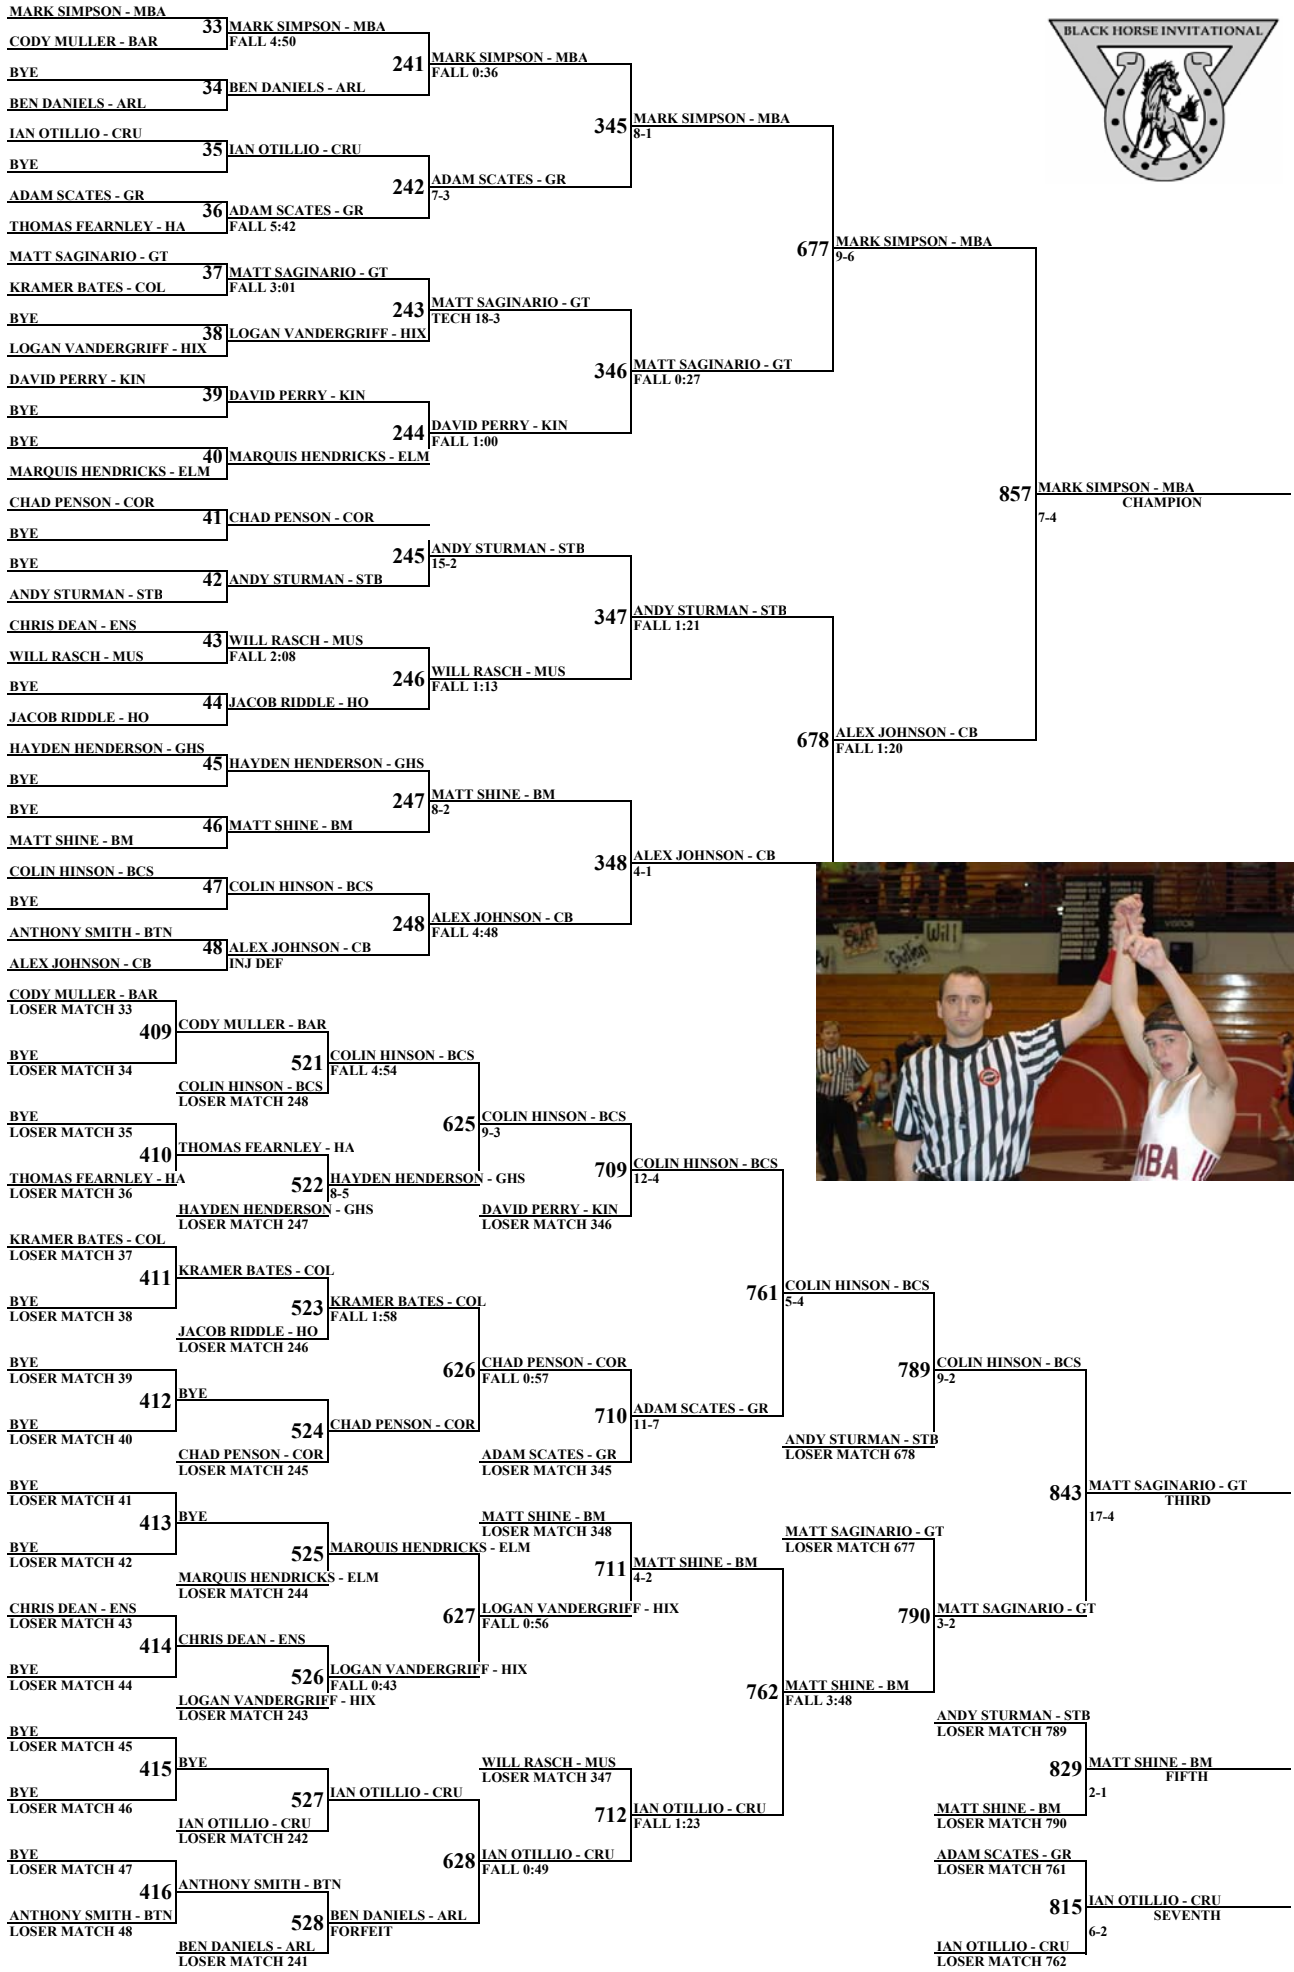 MARK SIMPSON - MBA
33
CODY MULLER - BAR
MARK SIMPSON - MBA
FALL 4:50
BYE
34
BEN DANIELS - ARL
BEN DANIELS - ARL
241
MARK SIMPSON - MBA
FALL 0:36
IAN OTILLIO - CRU
35
BYE
IAN OTILLIO - CRU
ADAM SCATES - GR
36
THOMAS FEARNLEY - HA
ADAM SCATES - GR
FALL 5:42
242
ADAM SCATES - GR
7-3
345
MARK SIMPSON - MBA
8-1
MATT SAGINARIO - GT
37
KRAMER BATES - COL
MATT SAGINARIO - GT
FALL 3:01
BYE
38
LOGAN VANDERGRIFF - HIX
LOGAN VANDERGRIFF - HIX
243
MATT SAGINARIO - GT
TECH 18-3
DAVID PERRY - KIN
39
BYE
DAVID PERRY - KIN
BYE
40
MARQUIS HENDRICKS - ELM
MARQUIS HENDRICKS - ELM
244
DAVID PERRY - KIN
FALL 1:00
346
MATT SAGINARIO - GT
FALL 0:27
677
MARK SIMPSON - MBA
9-6
CHAD PENSON - COR
41
BYE
CHAD PENSON - COR
BYE
42
ANDY STURMAN - STB
ANDY STURMAN - STB
245
ANDY STURMAN - STB
15-2
CHRIS DEAN - ENS
43
WILL RASCH - MUS
WILL RASCH - MUS
FALL 2:08
BYE
44
JACOB RIDDLE - HO
JACOB RIDDLE - HO
246
WILL RASCH - MUS
FALL 1:13
347
ANDY STURMAN - STB
FALL 1:21
HAYDEN HENDERSON - GHS
45
BYE
HAYDEN HENDERSON - GHS
BYE
46
MATT SHINE - BM
MATT SHINE - BM
247
MATT SHINE - BM
8-2
COLIN HINSON - BCS
47
BYE
COLIN HINSON - BCS
ANTHONY SMITH - BTN
48
ALEX JOHNSON - CB
ALEX JOHNSON - CB
INJ DEF
248
ALEX JOHNSON - CB
FALL 4:48
348
ALEX JOHNSON - CB
4-1
678
ALEX JOHNSON - CB
FALL 1:20
857
MARK SIMPSON - MBA
CHAMPION
7-4
BLACK HORSE INVITATIONAL
Will
MBA
CODY MULLER - BAR
LOSER MATCH 33
409
BYE
LOSER MATCH 34
CODY MULLER - BAR
521
COLIN HINSON - BCS
LOSER MATCH 248
COLIN HINSON - BCS
FALL 4:54
BYE
LOSER MATCH 35
410
THOMAS FEARNLEY - HA
LOSER MATCH 36
THOMAS FEARNLEY - HA
522
HAYDEN HENDERSON - GHS
LOSER MATCH 247
HAYDEN HENDERSON - GHS
8-5
625
COLIN HINSON - BCS
9-3
709
DAVID PERRY - KIN
LOSER MATCH 346
COLIN HINSON - BCS
12-4
KRAMER BATES - COL
LOSER MATCH 37
411
BYE
LOSER MATCH 38
KRAMER BATES - COL
523
JACOB RIDDLE - HO
LOSER MATCH 246
KRAMER BATES - COL
FALL 1:58
BYE
LOSER MATCH 39
412
BYE
LOSER MATCH 40
BYE
524
CHAD PENSON - COR
LOSER MATCH 245
CHAD PENSON - COR
626
CHAD PENSON - COR
FALL 0:57
710
ADAM SCATES - GR
LOSER MATCH 345
ADAM SCATES - GR
11-7
761
COLIN HINSON - BCS
5-4
789
ANDY STURMAN - STB
LOSER MATCH 678
COLIN HINSON - BCS
9-2
BYE
LOSER MATCH 41
413
BYE
LOSER MATCH 42
BYE
525
MARQUIS HENDRICKS - ELM
LOSER MATCH 244
MARQUIS HENDRICKS - ELM
CHRIS DEAN - ENS
LOSER MATCH 43
414
BYE
LOSER MATCH 44
CHRIS DEAN - ENS
526
LOGAN VANDERGRIFF - HIX
LOSER MATCH 243
LOGAN VANDERGRIFF - HIX
FALL 0:43
627
LOGAN VANDERGRIFF - HIX
FALL 0:56
MATT SHINE - BM
LOSER MATCH 348
711
MATT SHINE - BM
4-2
BYE
LOSER MATCH 45
415
BYE
LOSER MATCH 46
BYE
527
IAN OTILLIO - CRU
LOSER MATCH 242
IAN OTILLIO - CRU
BYE
LOSER MATCH 47
416
ANTHONY SMITH - BTN
LOSER MATCH 48
ANTHONY SMITH - BTN
528
BEN DANIELS - ARL
LOSER MATCH 241
BEN DANIELS - ARL
FORFEIT
628
IAN OTILLIO - CRU
FALL 0:49
WILL RASCH - MUS
LOSER MATCH 347
712
IAN OTILLIO - CRU
FALL 1:23
762
MATT SHINE - BM
FALL 3:48
MATT SAGINARIO - GT
LOSER MATCH 677
790
MATT SAGINARIO - GT
3-2
843
MATT SAGINARIO - GT
THIRD
17-4
ANDY STURMAN - STB
LOSER MATCH 789
829
MATT SHINE - BM
LOSER MATCH 790
MATT SHINE - BM
FIFTH
2-1
ADAM SCATES - GR
LOSER MATCH 761
815
IAN OTILLIO - CRU
LOSER MATCH 762
IAN OTILLIO - CRU
SEVENTH
6-2